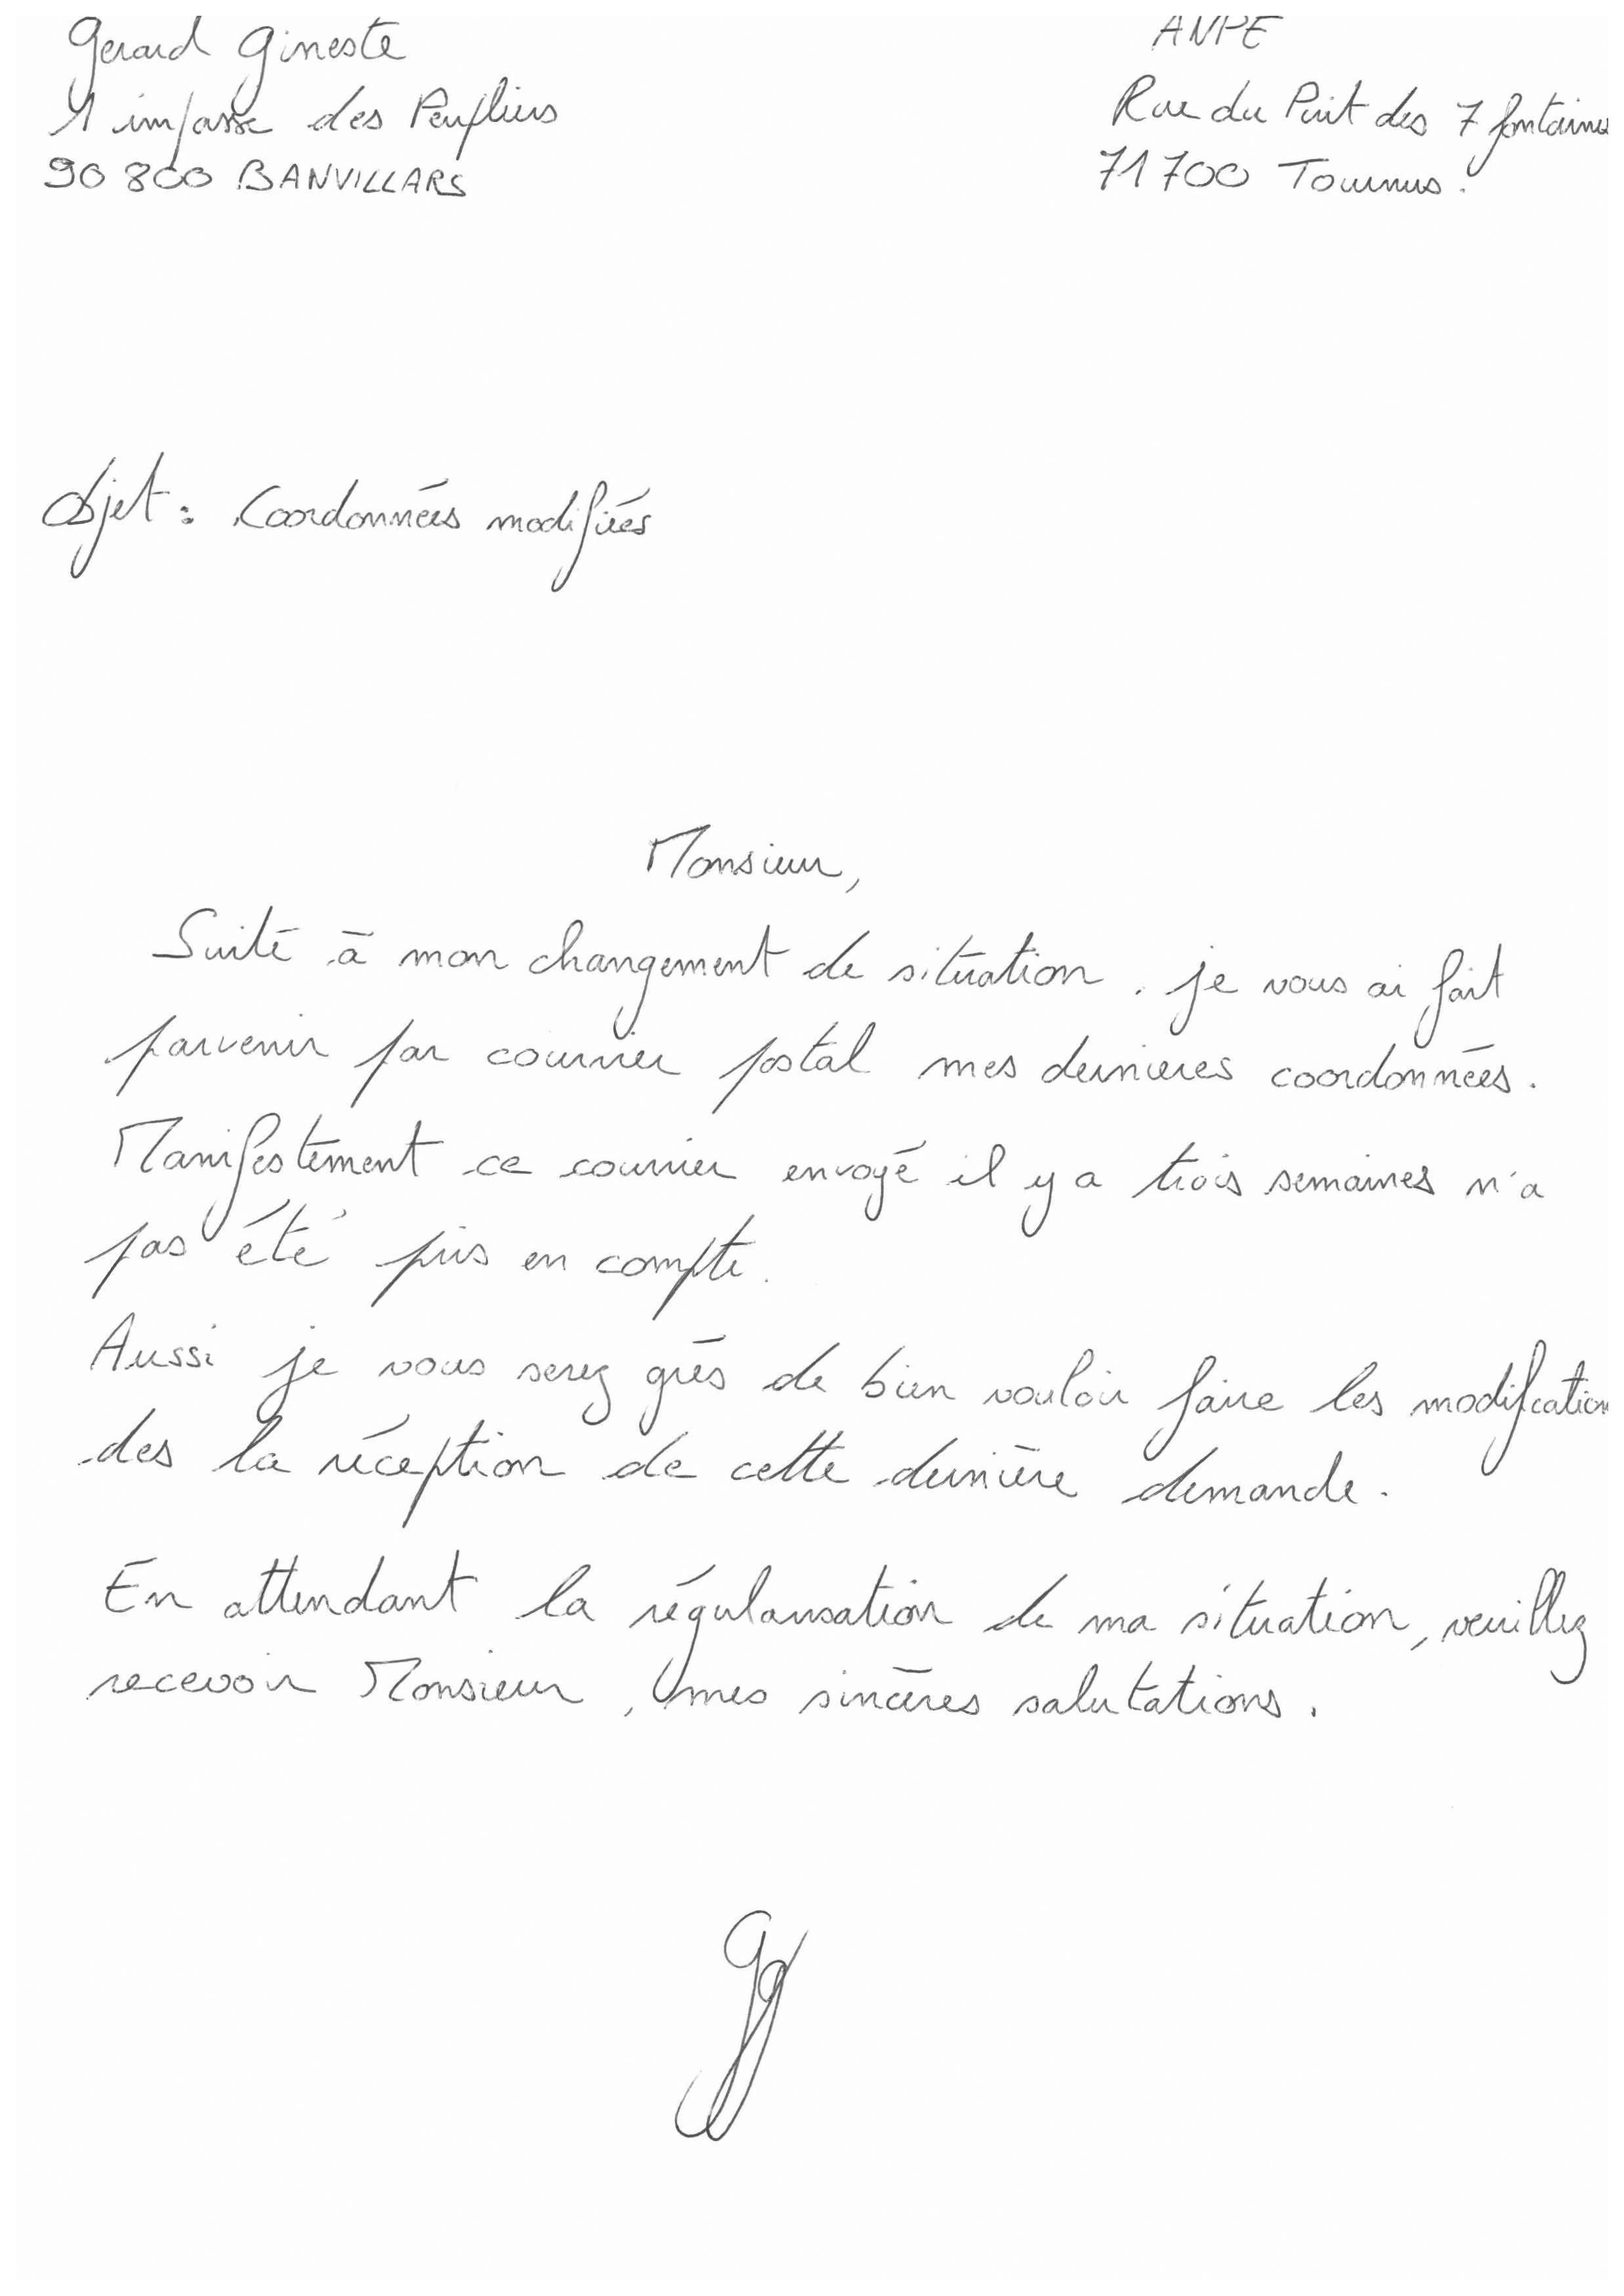 Gerard Gineste
1 impasse des Peupliers
90 800 BANVILLARS
ANPE
Rue du Puit des 7 fontaines
71700 Tournus.
Objet : Coordonnées modifiées
Monsieur,
Suite à mon changement de situation. je vous ai fait
parvenir par courrier postal mes dernieres coordonnées.
Manifestement ce courrier envoyé il y a trois semaines n'a
pas été pris en compte.
Aussi je vous serez grés de bien vouloir faire les modification
des la réception de cette dernière demande.
En attendant la régularisation de ma situation, veuillez
recevoir Monsieur, mes sincères salutations.
GG